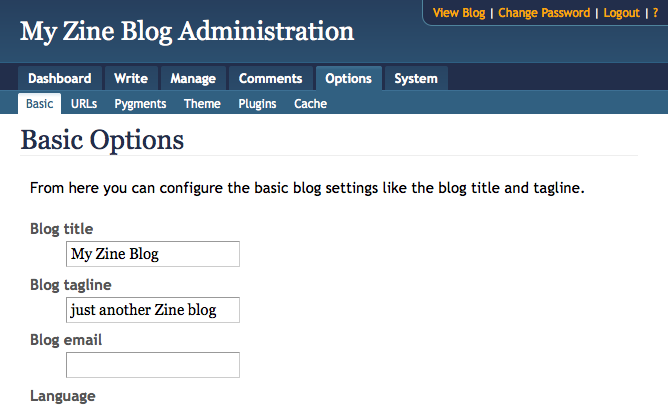 View Blog | Change Password | Logout | ?
My Zine Blog Administration
Dashboard Write Manage Comments Options System
Basic URLs Pygments Theme Plugins Cache
Basic Options
From here you can configure the basic blog settings like the blog title and tagline.
Blog title
My Zine Blog
Blog tagline
just another Zine blog
Blog email
Language